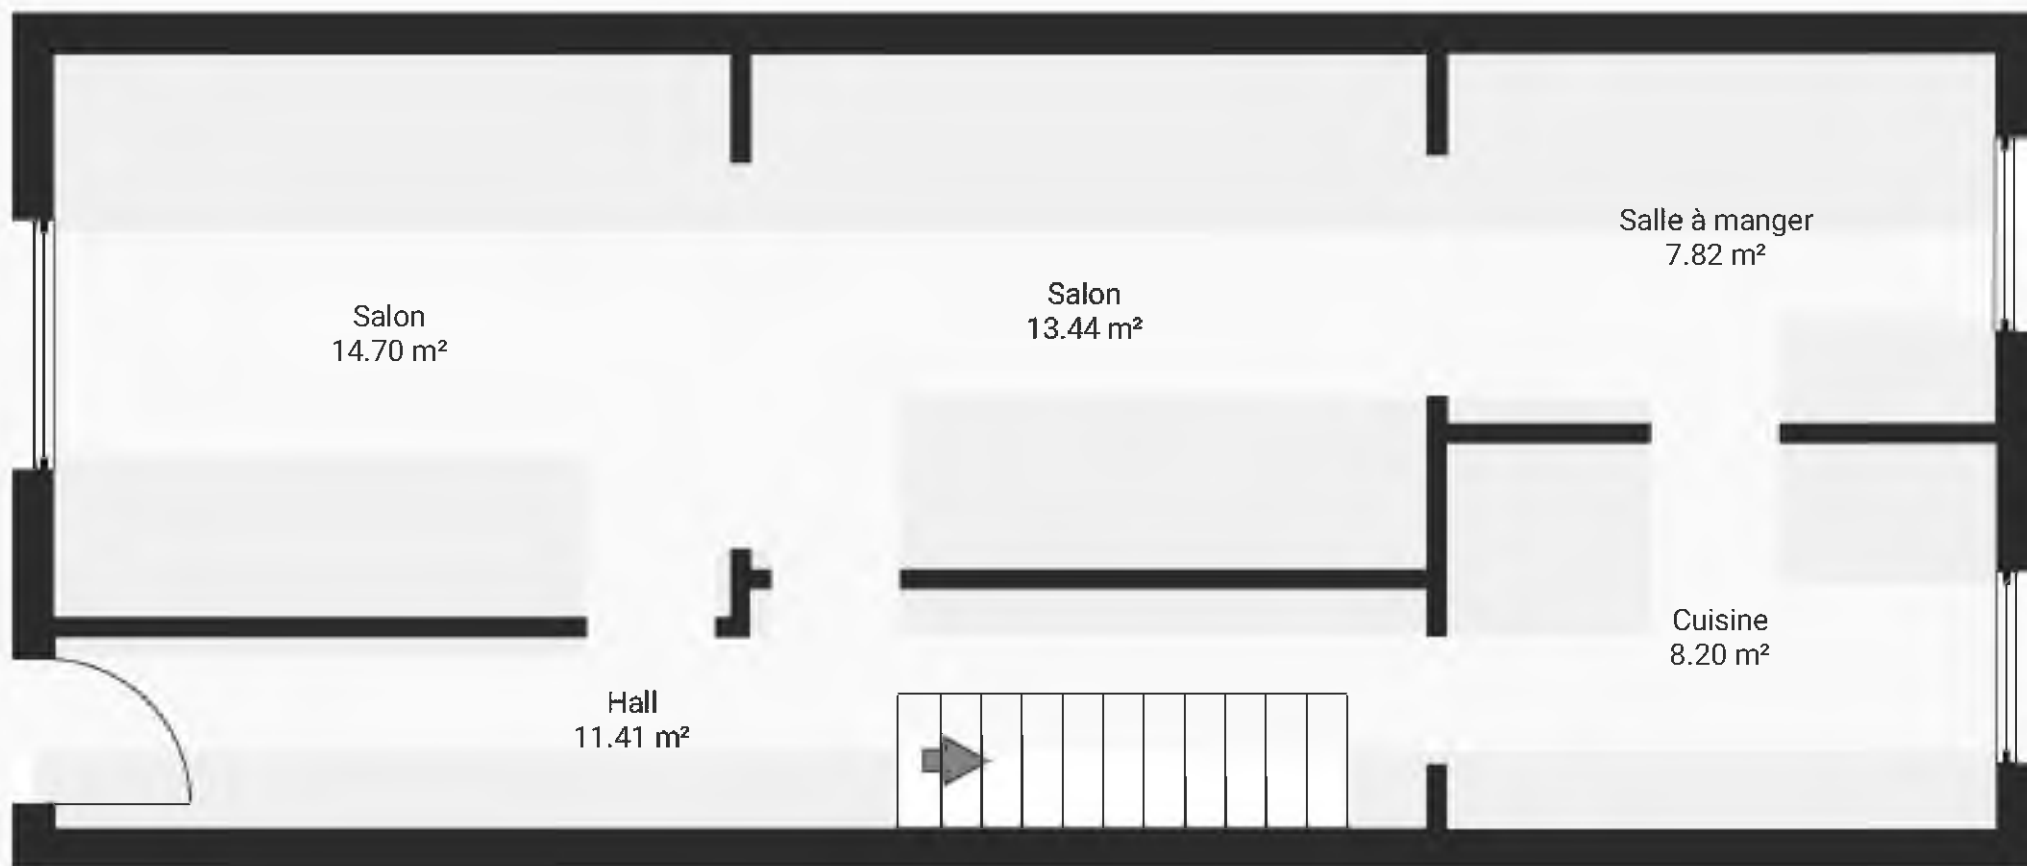 Salle à manger
7.82 m²
Salon
13.44 m²
Salon
14.70 m²
Cuisine
8.20 m²
Hall
11.41 m²